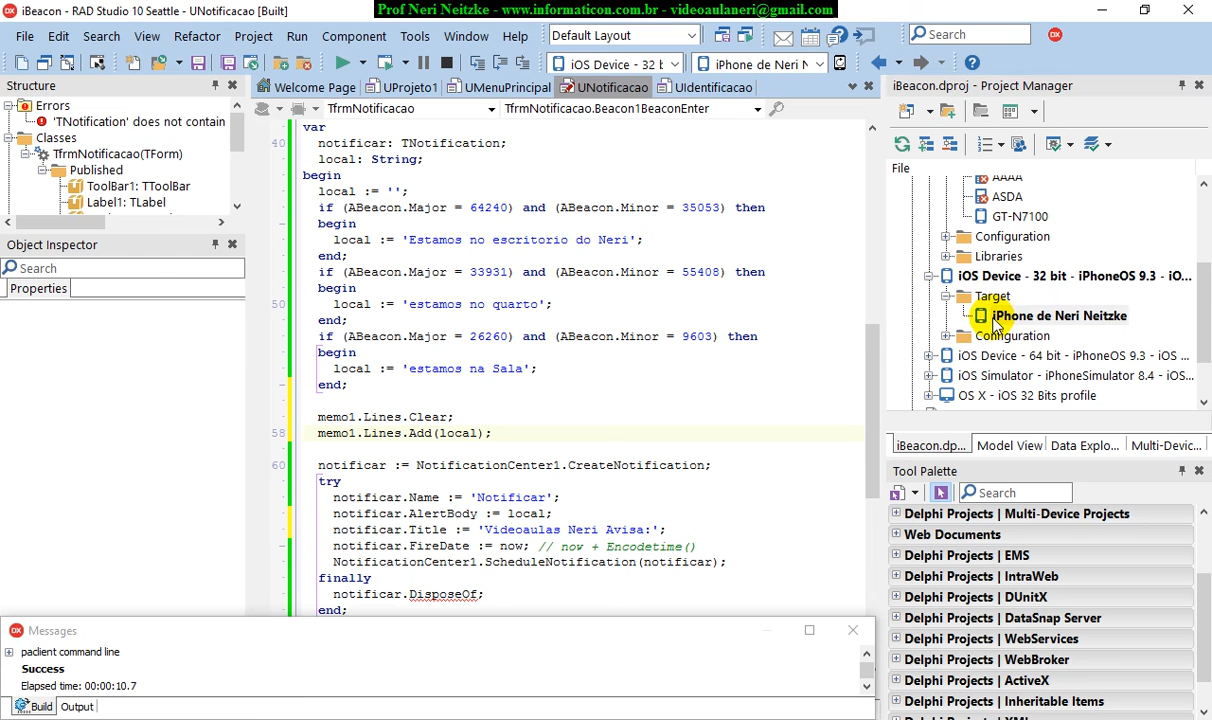 iBeacon - RAD Studio 10 Seattle - UNotificacao [Built]
Prof Neri Neitzke - www.informaticon.com.br - videoaulaneri@gmail.com
File Edit Search View Refactor Project Run Component Tools Window Help
Default Layout
Search
iOS Device - 32 b
iPhone de Neri N
Structure
Errors
'TNotification' does not contain
Classes
TfrmNotificacao(TForm)
Published
ToolBar1: TToolBar
Label1: TLabel
Object Inspector
Search
Properties
Welcome Page UProjeto1 UMenuPrincipal UNotificacao UIdentificacao
TfrmNotificacao TfrmNotificacao.Beacon1BeaconEnter
var
40 notificar: TNotification;
local: String;
begin
local := '';
if (ABeacon.Major = 64240) and (ABeacon.Minor = 35053) then
begin
local := 'Estamos no escritorio do Neri';
end;
if (ABeacon.Major = 33931) and (ABeacon.Minor = 55408) then
begin
50 local := 'estamos no quarto';
end;
if (ABeacon.Major = 26260) and (ABeacon.Minor = 9603) then
begin
local := 'estamos na Sala';
end;
memo1.Lines.Clear;
58 memo1.Lines.Add(local);
60 notificar := NotificationCenter1.CreateNotification;
try
notificar.Name := 'Notificar';
notificar.AlertBody := local;
notificar.Title := 'Videoaulas Neri Avisa:';
notificar.FireDate := now; // now + Encodetime()
NotificationCenter1.ScheduleNotification(notificar);
finally
notificar.DisposeOf;
end;
Messages
paclient command line
Success
Elapsed time: 00:00:10.7
Build Output
iBeacon.dproj - Project Manager
File
AAAA
ASDA
GT-N7100
Configuration
Libraries
iOS Device - 32 bit - iPhoneOS 9.3 - iO...
Target
iPhone de Neri Neitzke
Configuration
iOS Device - 64 bit - iPhoneOS 9.3 - iOS ...
iOS Simulator - iPhoneSimulator 8.4 - iOS...
OS X - iOS 32 Bits profile
iBeacon.dp... Model View Data Explo... Multi-Devic...
Tool Palette
Search
Delphi Projects | Multi-Device Projects
Web Documents
Delphi Projects | EMS
Delphi Projects | IntraWeb
Delphi Projects | DUnitX
Delphi Projects | DataSnap Server
Delphi Projects | WebServices
Delphi Projects | WebBroker
Delphi Projects | ActiveX
Delphi Projects | Inheritable Items